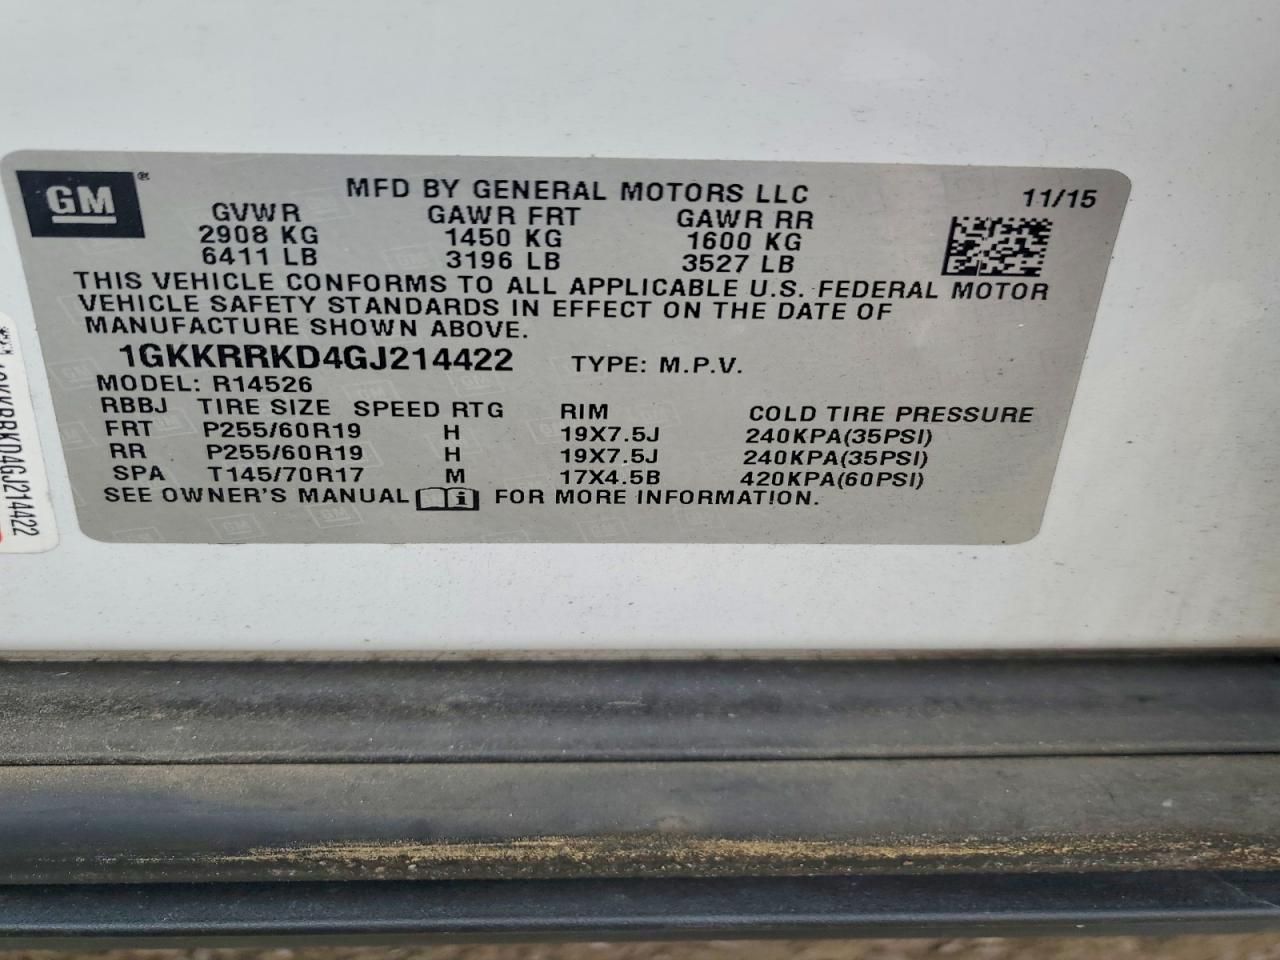 GM®
MFD BY GENERAL MOTORS LLC 11/15
GVWR GAWR FRT GAWR RR
2908 KG 1450 KG 1600 KG
6411 LB 3196 LB 3527 LB
THIS VEHICLE CONFORMS TO ALL APPLICABLE U.S. FEDERAL MOTOR
VEHICLE SAFETY STANDARDS IN EFFECT ON THE DATE OF
MANUFACTURE SHOWN ABOVE.
1GKKRRKD4GJ214422 TYPE: M.P.V.
MODEL: R14526
RBBJ TIRE SIZE SPEED RTG RIM COLD TIRE PRESSURE
FRT P255/60R19 H 19X7.5J 240KPA(35PSI)
RR P255/60R19 H 19X7.5J 240KPA(35PSI)
SPA T145/70R17 M 17X4.5B 420KPA(60PSI)
SEE OWNER'S MANUAL FOR MORE INFORMATION.
KKRRKD4GJ214422